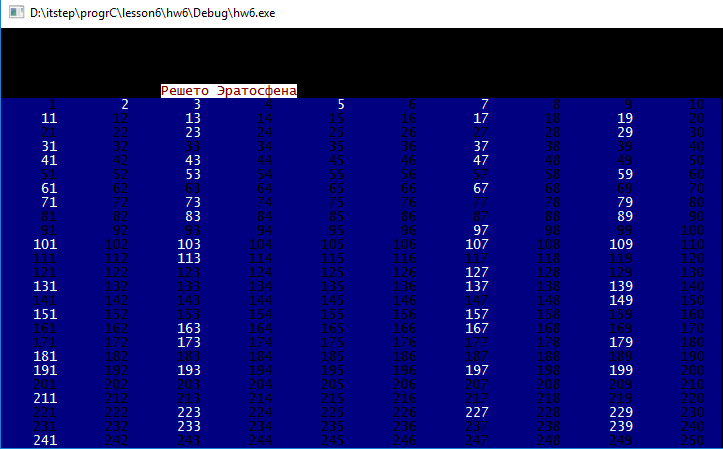 D:\itstep\progrC\lesson6\hw6\Debug\hw6.exe
Решето Эратосфена
1 2 3 4 5 6 7 8 9 10
11 12 13 14 15 16 17 18 19 20
21 22 23 24 25 26 27 28 29 30
31 32 33 34 35 36 37 38 39 40
41 42 43 44 45 46 47 48 49 50
51 52 53 54 55 56 57 58 59 60
61 62 63 64 65 66 67 68 69 70
71 72 73 74 75 76 77 78 79 80
81 82 83 84 85 86 87 88 89 90
91 92 93 94 95 96 97 98 99 100
101 102 103 104 105 106 107 108 109 110
111 112 113 114 115 116 117 118 119 120
121 122 123 124 125 126 127 128 129 130
131 132 133 134 135 136 137 138 139 140
141 142 143 144 145 146 147 148 149 150
151 152 153 154 155 156 157 158 159 160
161 162 163 164 165 166 167 168 169 170
171 172 173 174 175 176 177 178 179 180
181 182 183 184 185 186 187 188 189 190
191 192 193 194 195 196 197 198 199 200
201 202 203 204 205 206 207 208 209 210
211 212 213 214 215 216 217 218 219 220
221 222 223 224 225 226 227 228 229 230
231 232 233 234 235 236 237 238 239 240
241 242 243 244 245 246 247 248 249 250